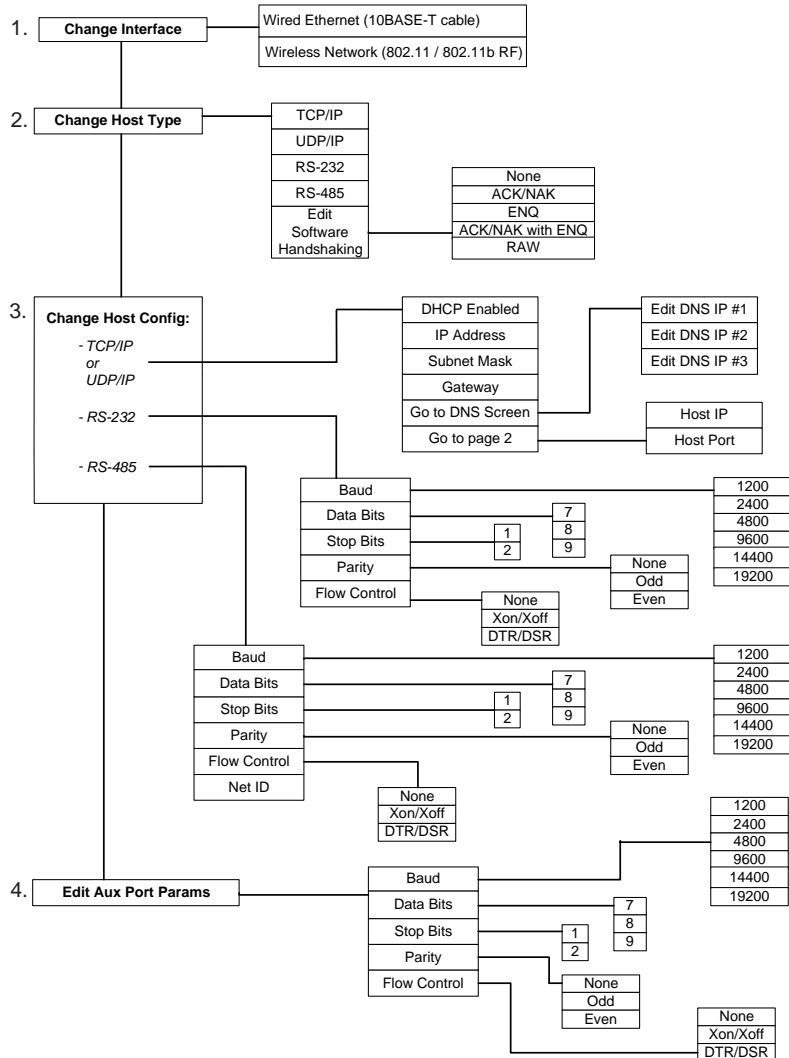 1.
Change Interface
Wired Ethernet (10BASE-T cable)
Wireless Network (802.11 / 802.11b RF)
2.
Change Host Type
TCP/IP
UDP/IP
RS-232
RS-485
Edit
Software
Handshaking
None
ACK/NAK
ENQ
ACK/NAK with ENQ
RAW
3.
Change Host Config:
- TCP/IP
or
UDP/IP
- RS-232
- RS-485
DHCP Enabled
IP Address
Subnet Mask
Gateway
Go to DNS Screen
Go to page 2
Edit DNS IP #1
Edit DNS IP #2
Edit DNS IP #3
Host IP
Host Port
Baud
Data Bits
Stop Bits
Parity
Flow Control
1200
2400
4800
9600
14400
19200
7
8
9
1
2
None
Odd
Even
None
Xon/Xoff
DTR/DSR
Baud
Data Bits
Stop Bits
Parity
Flow Control
Net ID
1200
2400
4800
9600
14400
19200
7
8
9
1
2
None
Odd
Even
None
Xon/Xoff
DTR/DSR
4.
Edit Aux Port Params
Baud
Data Bits
Stop Bits
Parity
Flow Control
1200
2400
4800
9600
14400
19200
7
8
9
1
2
None
Odd
Even
None
Xon/Xoff
DTR/DSR